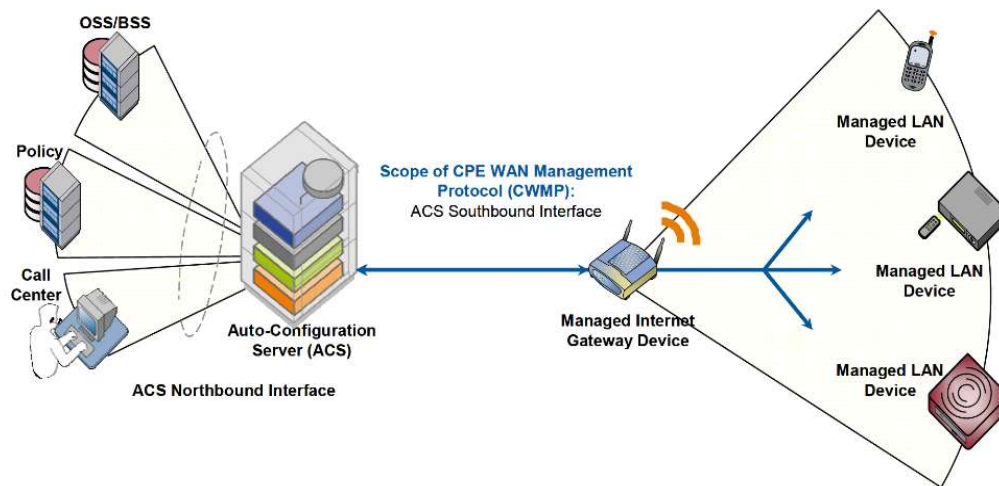 OSS/BSS
Policy
Call
Center
ACS Northbound Interface
Auto-Configuration
Server (ACS)
Scope of CPE WAN Management
Protocol (CWMP):
ACS Southbound Interface
Managed Internet
Gateway Device
Managed LAN
Device
Managed LAN
Device
Managed LAN
Device